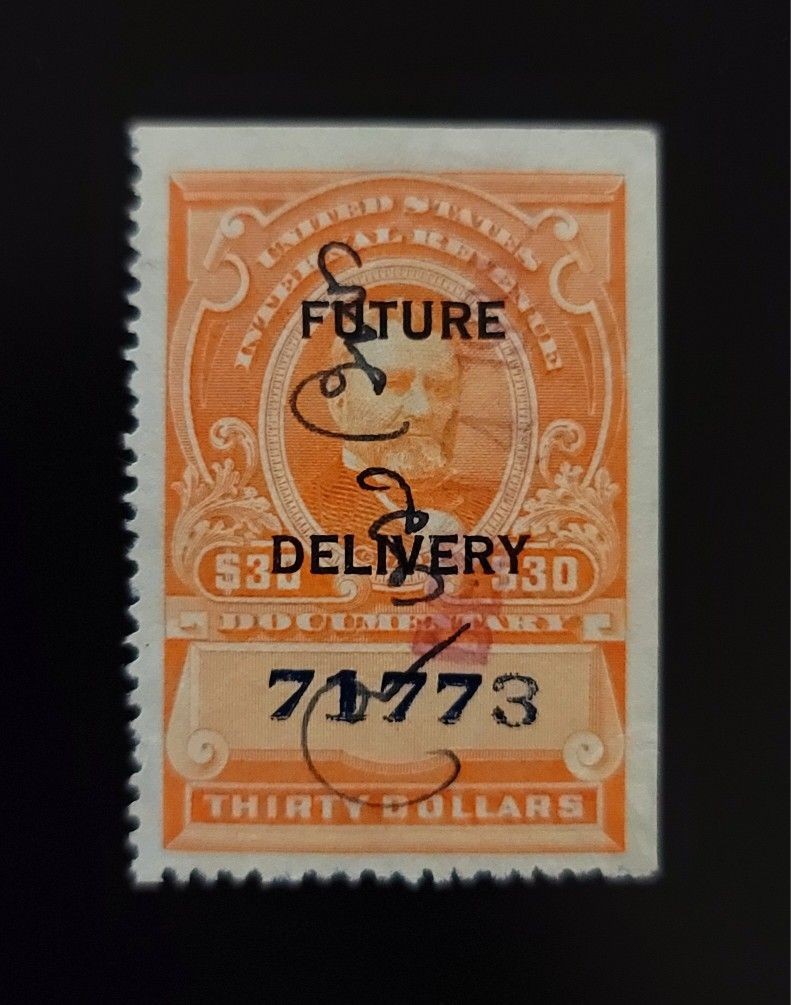 UNITED STATES
INTERNAL REVENUE
FUTURE
DELIVERY
$30 $30
DOCUMENTARY
71773
THIRTY DOLLARS